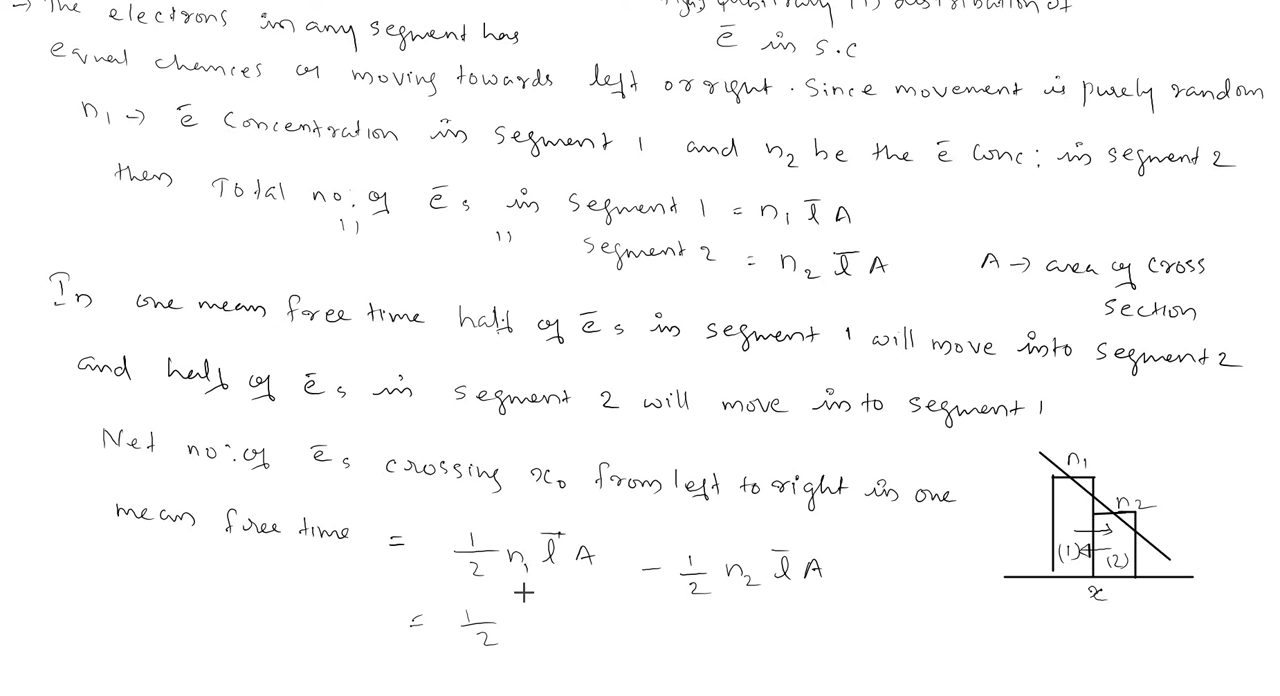 → The electrons in any segment has
distribution of
ē in s.c
equal chances of moving towards left or right. Since movement is purely random
n₁ → ē concentration in segment 1 and n₂ be the ē conc: in segment 2
then Total no: of ēs in segment 1 = n₁ l̄ A
" " segment 2 = n₂ l̄ A A → area of cross
section
In one mean free time half of ēs in segment 1 will move into segment 2
and half of ēs in segment 2 will move in to segment 1
Net no: of ēs crossing x₀ from left to right in one
mean free time = 1/2 n₁ l̄ A - 1/2 n₂ l̄ A
= 1/2
n₁
n₂
(1) (2)
x